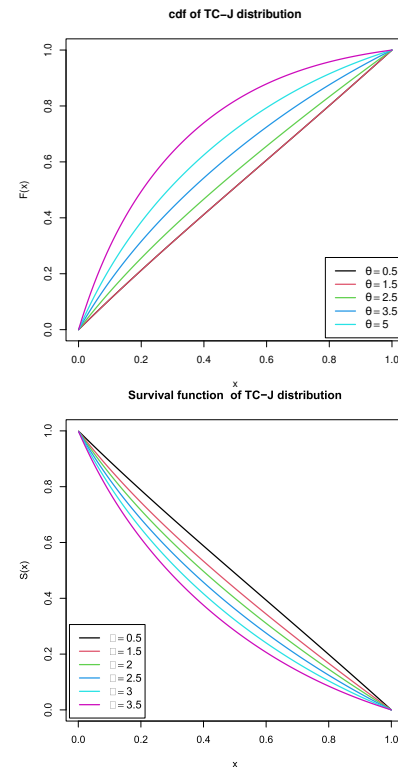 cdf of TC−J distribution
F(x)
1.0
0.8
0.6
0.4
0.2
0.0
θ = 0.5
θ = 1.5
θ = 2.5
θ = 3.5
θ = 5
0.0 0.2 0.4 0.6 0.8 1.0
x
Survival function of TC−J distribution
S(x)
1.0
0.8
0.6
0.4
0.2
0.0
□ = 0.5
□ = 1.5
□ = 2
□ = 2.5
□ = 3
□ = 3.5
0.0 0.2 0.4 0.6 0.8 1.0
x